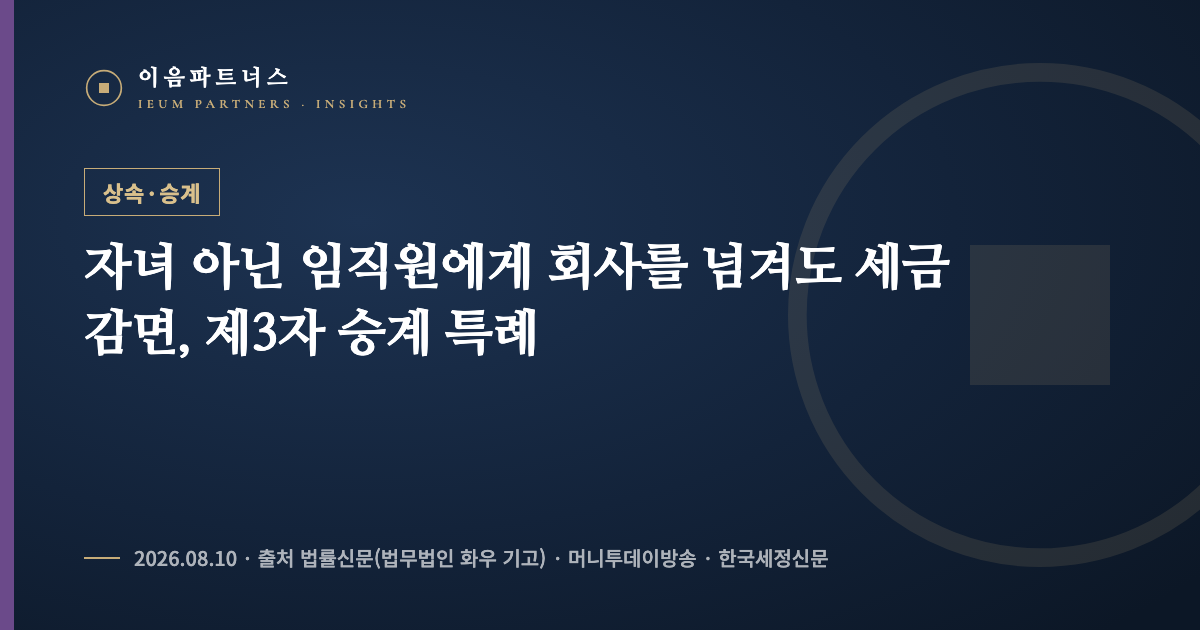 이음파트너스
IEUM PARTNERS · INSIGHTS
상속·승계
자녀 아닌 임직원에게 회사를 넘겨도 세금
감면, 제3자 승계 특례
2026.08.10 · 출처 법률신문(법무법인 화우 기고) · 머니투데이방송 · 한국세정신문